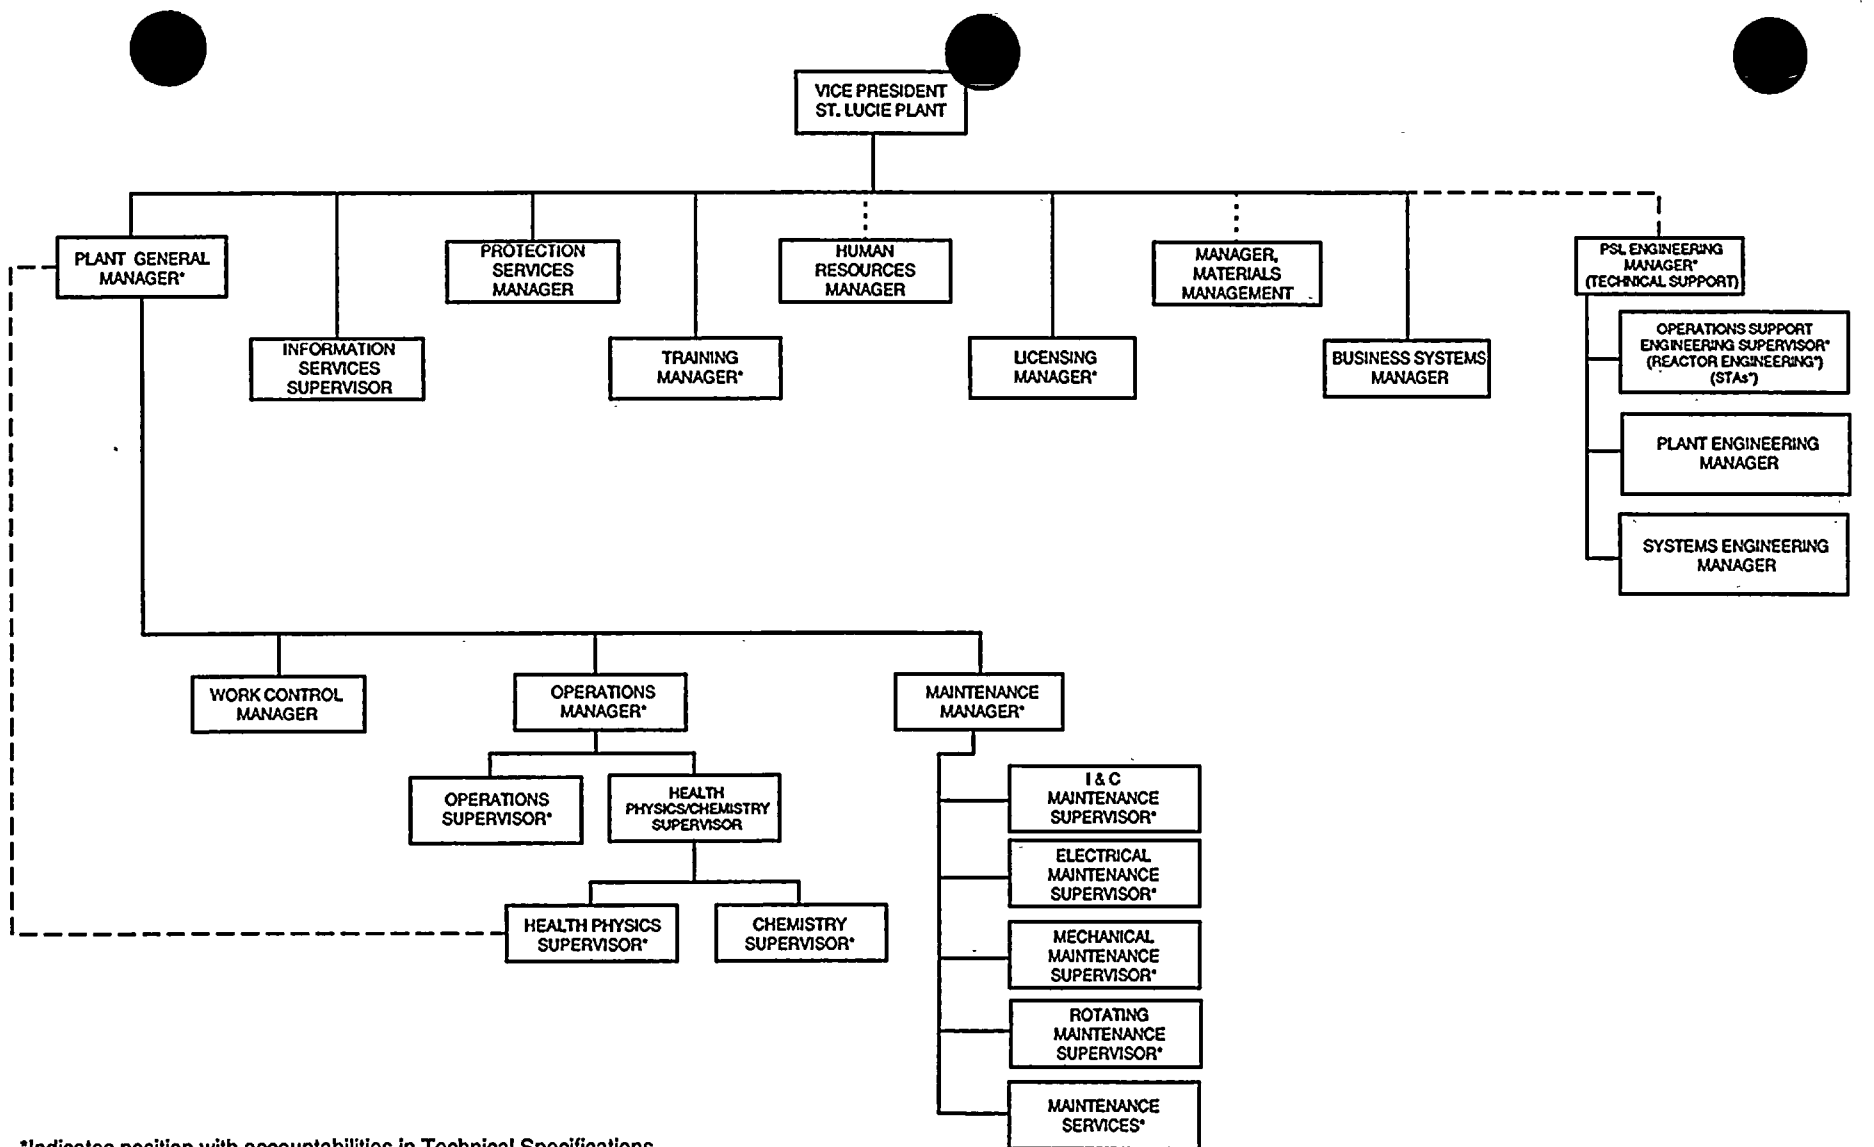 VICE PRESIDENT
ST. LUCIE PLANT
PLANT GENERAL
MANAGER*
PROTECTION
SERVICES
MANAGER
HUMAN
RESOURCES
MANAGER
MANAGER,
MATERIALS
MANAGEMENT
PSL ENGINEERING
MANAGER*
(TECHNICAL SUPPORT)
INFORMATION
SERVICES
SUPERVISOR
TRAINING
MANAGER*
LICENSING
MANAGER*
BUSINESS SYSTEMS
MANAGER
OPERATIONS SUPPORT
ENGINEERING SUPERVISOR*
(REACTOR ENGINEERING*)
(STAs*)
PLANT ENGINEERING
MANAGER
SYSTEMS ENGINEERING
MANAGER
WORK CONTROL
MANAGER
OPERATIONS
MANAGER*
MAINTENANCE
MANAGER*
OPERATIONS
SUPERVISOR*
HEALTH
PHYSICS/CHEMISTRY
SUPERVISOR
HEALTH PHYSICS
SUPERVISOR*
CHEMISTRY
SUPERVISOR*
I & C
MAINTENANCE
SUPERVISOR*
ELECTRICAL
MAINTENANCE
SUPERVISOR*
MECHANICAL
MAINTENANCE
SUPERVISOR*
ROTATING
MAINTENANCE
SUPERVISOR*
MAINTENANCE
SERVICES*
*Indicates position with accountabilities in Technical Specifications